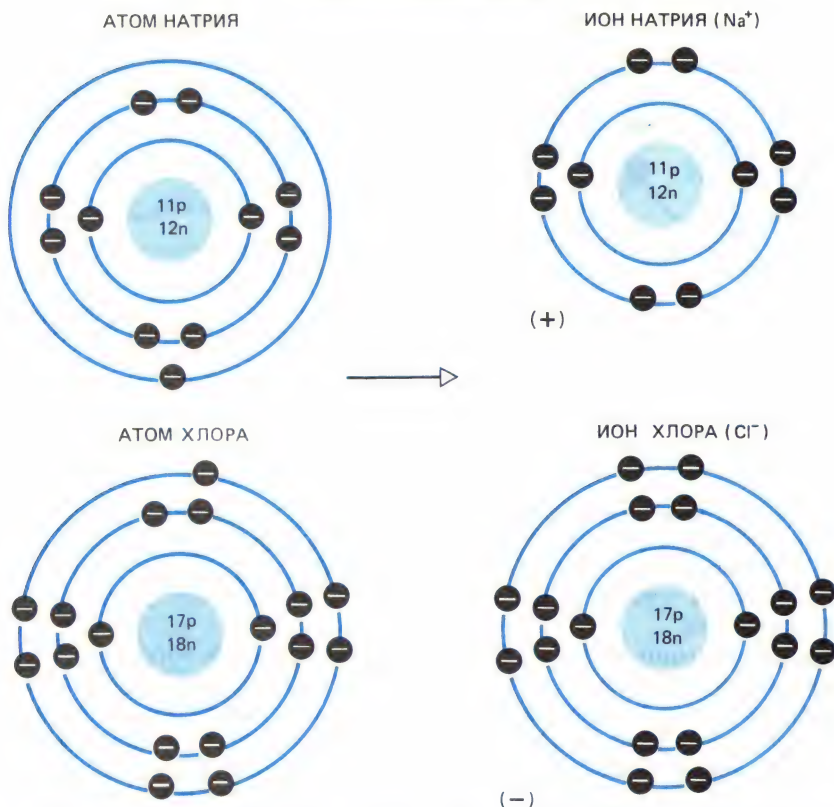 АТОМ НАТРИЯ
ИОН НАТРИЯ (Na⁺)
11p
12n
11p
12n
(+)
АТОМ ХЛОРА
ИОН ХЛОРА (Cl⁻)
17p
18n
17p
18n
(−)